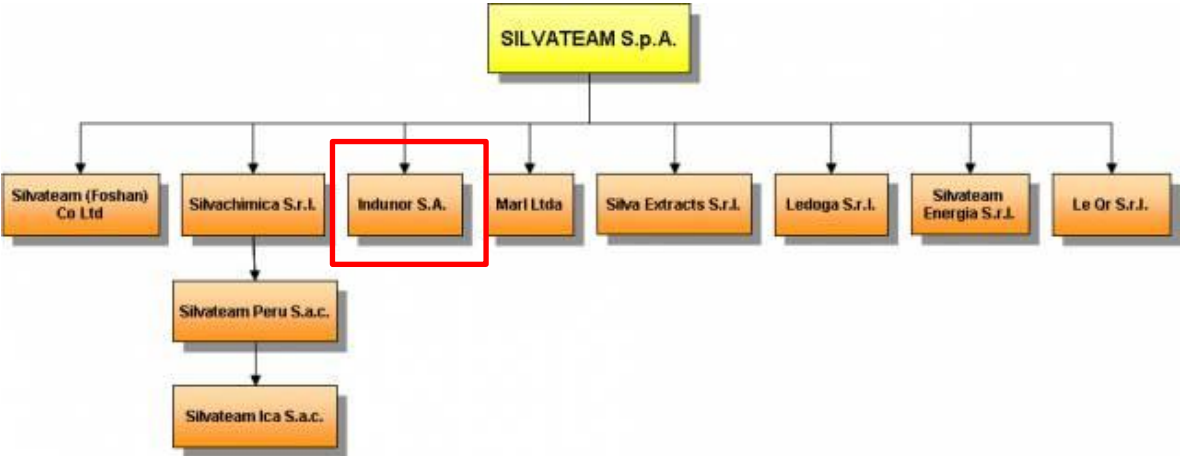 SILVATEAM S.p.A.
Silvateam (Foshan)
Co Ltd
Silvachimica S.r.l.
Indunor S.A.
Marl Ltda
Silva Extracts S.r.l.
Ledoga S.r.l.
Silvateam
Energia S.r.l.
Le Or S.r.l.
Silvateam Peru S.a.c.
Silvateam Ica S.a.c.